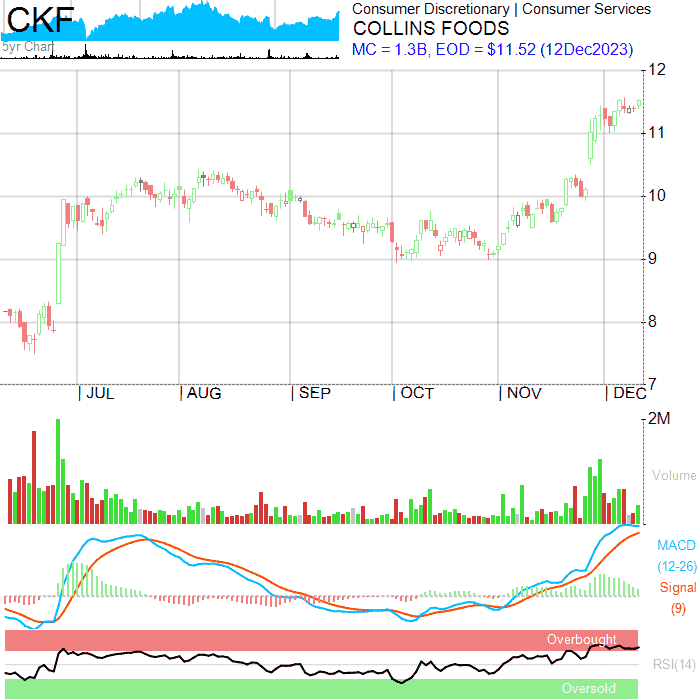 CKF
5yr Chart
Consumer Discretionary | Consumer Services
COLLINS FOODS
MC = 1.3B, EOD = $11.52 (12Dec2023)
12
11
10
9
8
7
| JUL | AUG | SEP | OCT | NOV | DEC
2M
Volume
MACD
(12-26)
Signal
(9)
Overbought
RSI(14)
Oversold